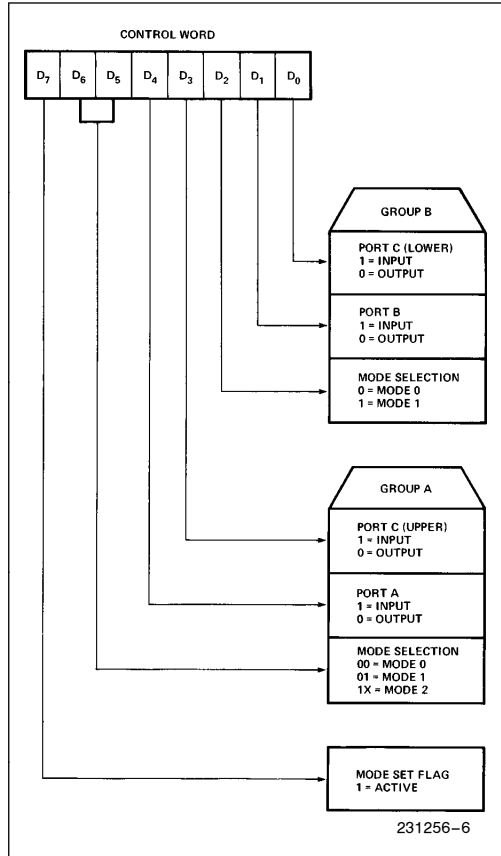 CONTROL WORD
D7 D6 D5 D4 D3 D2 D1 D0
GROUP B
PORT C (LOWER)
1 = INPUT
0 = OUTPUT
PORT B
1 = INPUT
0 = OUTPUT
MODE SELECTION
0 = MODE 0
1 = MODE 1
GROUP A
PORT C (UPPER)
1 = INPUT
0 = OUTPUT
PORT A
1 = INPUT
0 = OUTPUT
MODE SELECTION
00 = MODE 0
01 = MODE 1
1X = MODE 2
MODE SET FLAG
1 = ACTIVE
231256–6